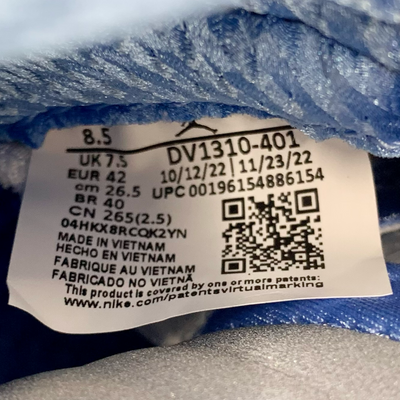 8.5
DV1310-401
UK 7.5
10/12/22 | 11/23/22
EUR 42
UPC 00196154886154
cm 26.5
BR 40
CN 265(2.5)
04HKX8RCQK2YN
MADE IN VIETNAM
HECHO EN VIETNAM
FABRIQUE AU VIETNAM
FABRICADO NO VIETNÃ
This product is covered by one or more patents
www.nike.com/patentsvirtualmarking